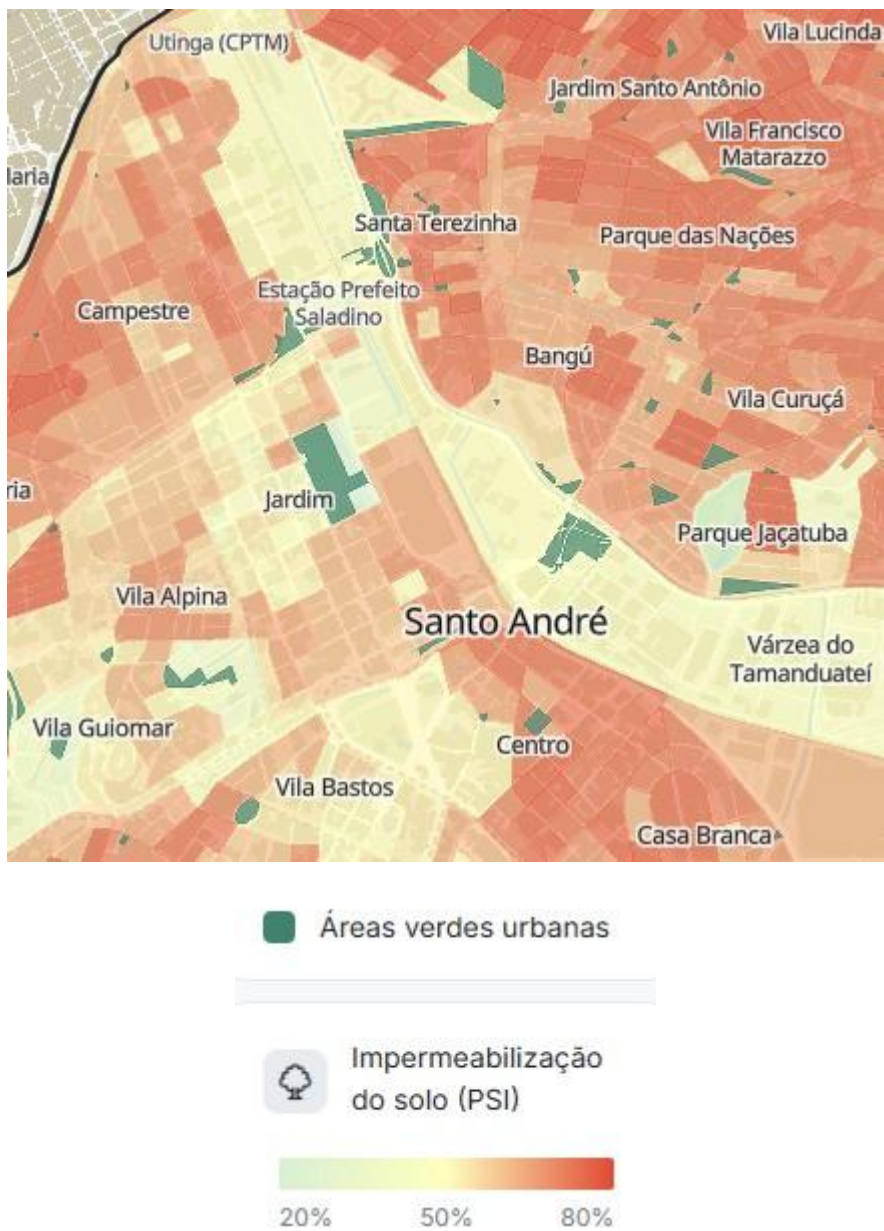 Utinga (CPTM)
Vila Lucinda
Jardim Santo Antônio
Vila Francisco
Matarazzo
Santa Terezinha
Parque das Nações
Estação Prefeito
Saladino
Campestre
Bangú
Vila Curuçá
Jardim
Parque Jaçatuba
Vila Alpina
Santo André
Várzea do
Tamanduateí
Vila Guiomar
Centro
Vila Bastos
Casa Branca
Áreas verdes urbanas
Impermeabilização
do solo (PSI)
20% 50% 80%